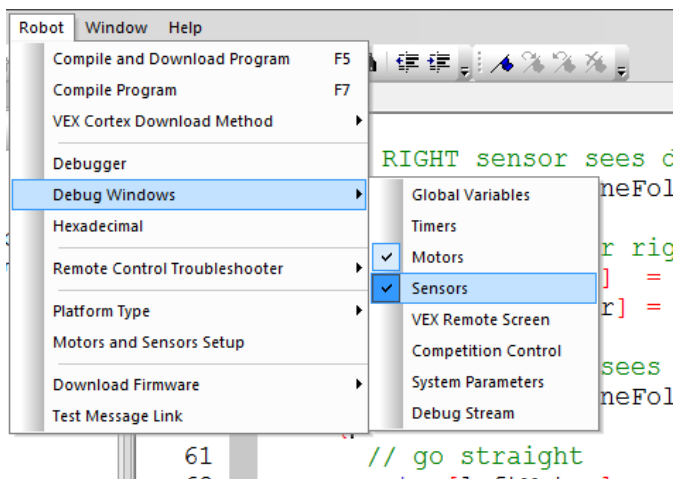 Robot Window Help
Compile and Download Program F5
Compile Program F7
VEX Cortex Download Method
RIGHT sensor sees
Debugger
Debug Windows
Global Variables
Hexadecimal
Timers
Motors
Remote Control Troubleshooter
] =
Sensors
Platform Type
VEX Remote Screen
r] =
Motors and Sensors Setup
Competition Control
sees
Download Firmware
System Parameters
Test Message Link
Debug Stream
61 // go straight